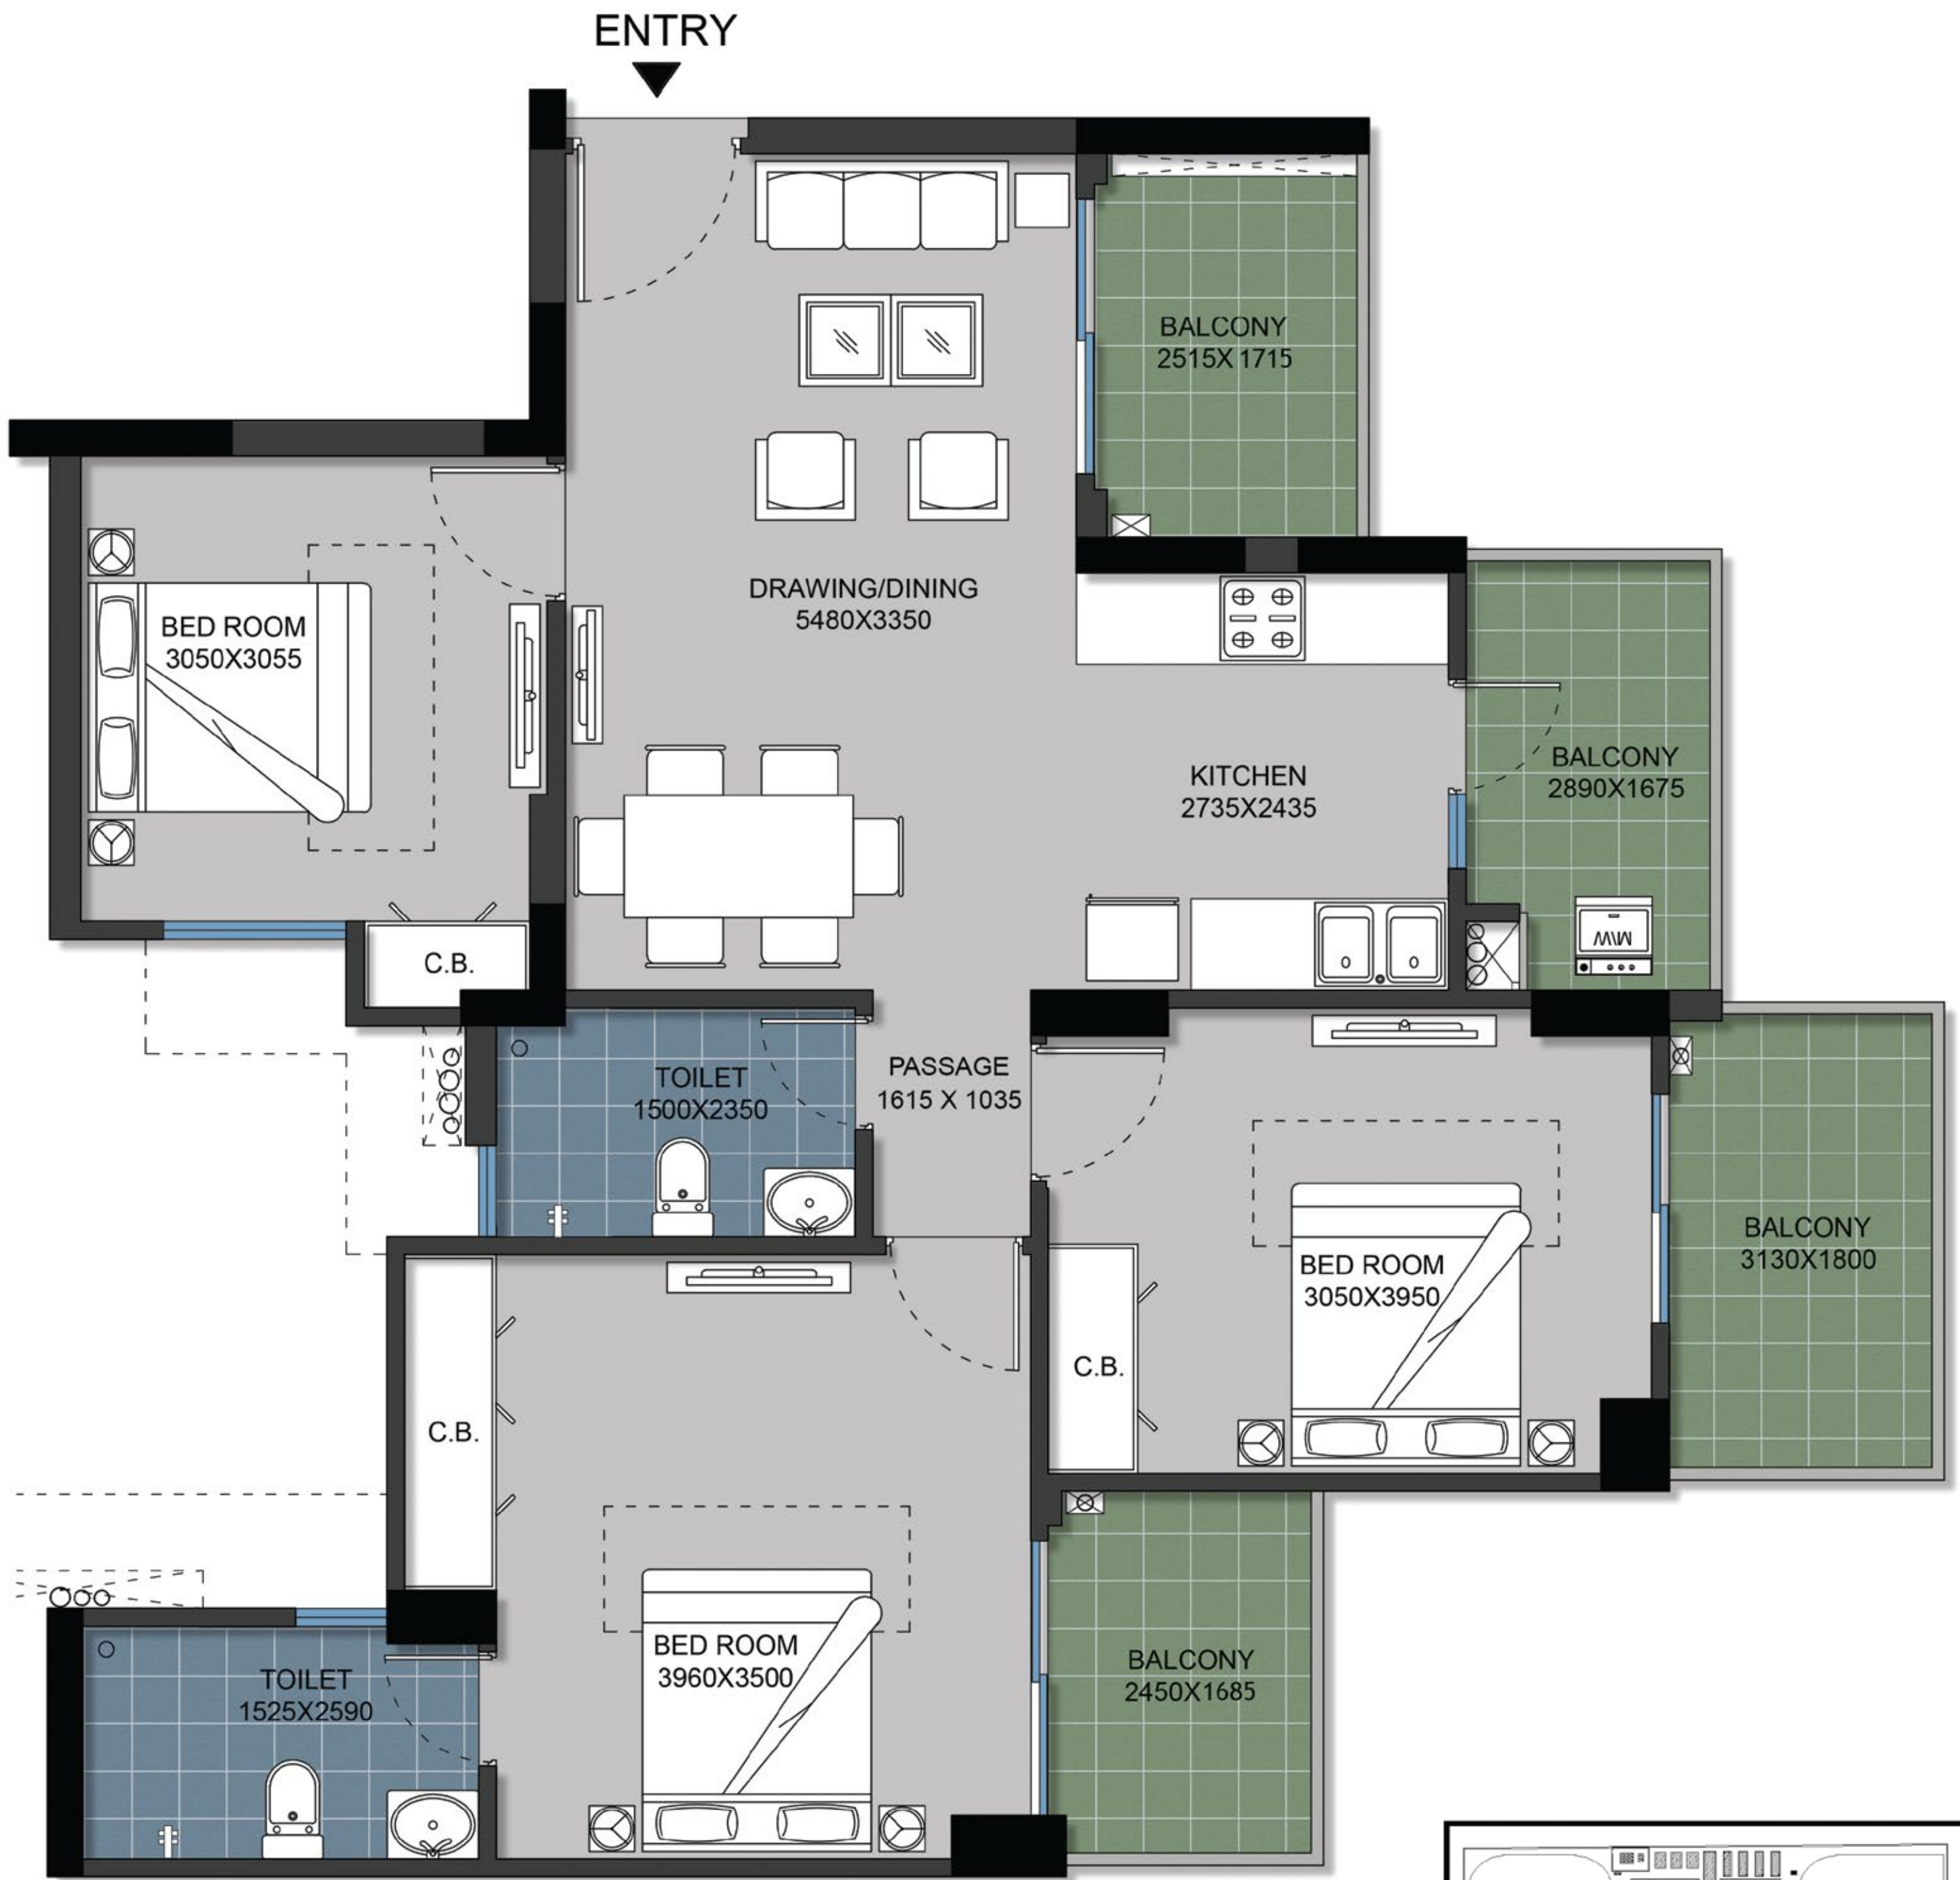 ENTRY
BALCONY
2515X 1715
DRAWING/DINING
5480X3350
BED ROOM
3050X3055
KITCHEN
2735X2435
BALCONY
2890X1675
M/W
C.B.
TOILET
1500X2350
PASSAGE
1615 X 1035
BED ROOM
3050X3950
BALCONY
3130X1800
C.B.
C.B.
BED ROOM
3960X3500
BALCONY
2450X1685
TOILET
1525X2590